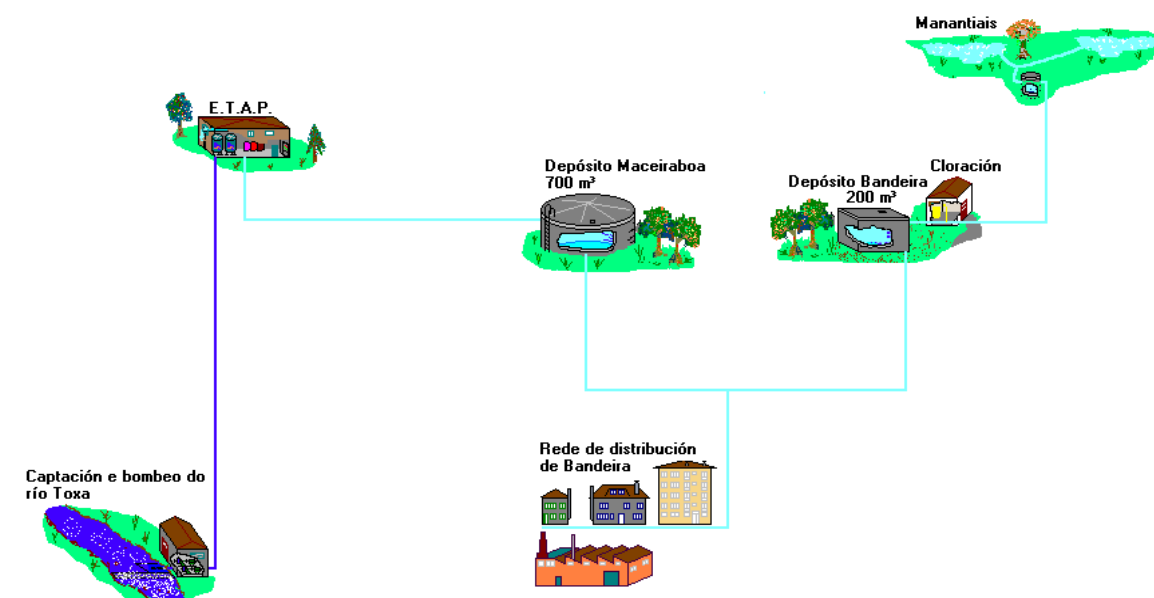 Manantiais
E.T.A.P.
Depósito Maceiraboa
700 m³
Cloración
Depósito Bandeira
200 m³
Rede de distribución
de Bandeira
Captación e bombeo do
río Toxa